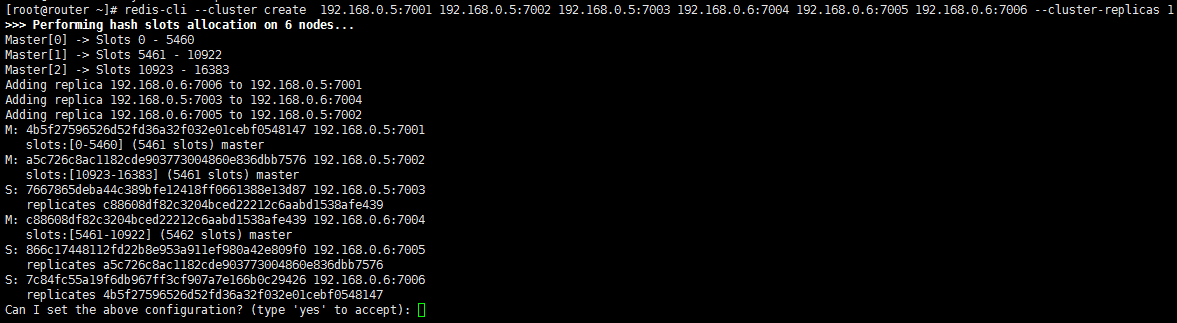 [root@router ~]# redis-cli --cluster create  192.168.0.5:7001 192.168.0.5:7002 192.168.0.5:7003 192.168.0.6:7004 192.168.0.6:7005 192.168.0.6:7006 --cluster-replicas 1
>>> Performing hash slots allocation on 6 nodes...
Master[0] -> Slots 0 - 5460
Master[1] -> Slots 5461 - 10922
Master[2] -> Slots 10923 - 16383
Adding replica 192.168.0.6:7006 to 192.168.0.5:7001
Adding replica 192.168.0.5:7003 to 192.168.0.6:7004
Adding replica 192.168.0.6:7005 to 192.168.0.5:7002
M: 4b5f27596526d52fd36a32f032e01cebf0548147 192.168.0.5:7001
   slots:[0-5460] (5461 slots) master
M: a5c726c8ac1182cde903773004860e836dbb7576 192.168.0.5:7002
   slots:[10923-16383] (5461 slots) master
S: 7667865deba44c389bfe12418ff0661388e13d87 192.168.0.5:7003
   replicates c88608df82c3204bced22212c6aabd1538afe439
M: c88608df82c3204bced22212c6aabd1538afe439 192.168.0.6:7004
   slots:[5461-10922] (5462 slots) master
S: 866c17448112fd22b8e953a911ef980a42e809f0 192.168.0.6:7005
   replicates a5c726c8ac1182cde903773004860e836dbb7576
S: 7c84fc55a19f6db967ff3cf907a7e166b0c29426 192.168.0.6:7006
   replicates 4b5f27596526d52fd36a32f032e01cebf0548147
Can I set the above configuration? (type 'yes' to accept):